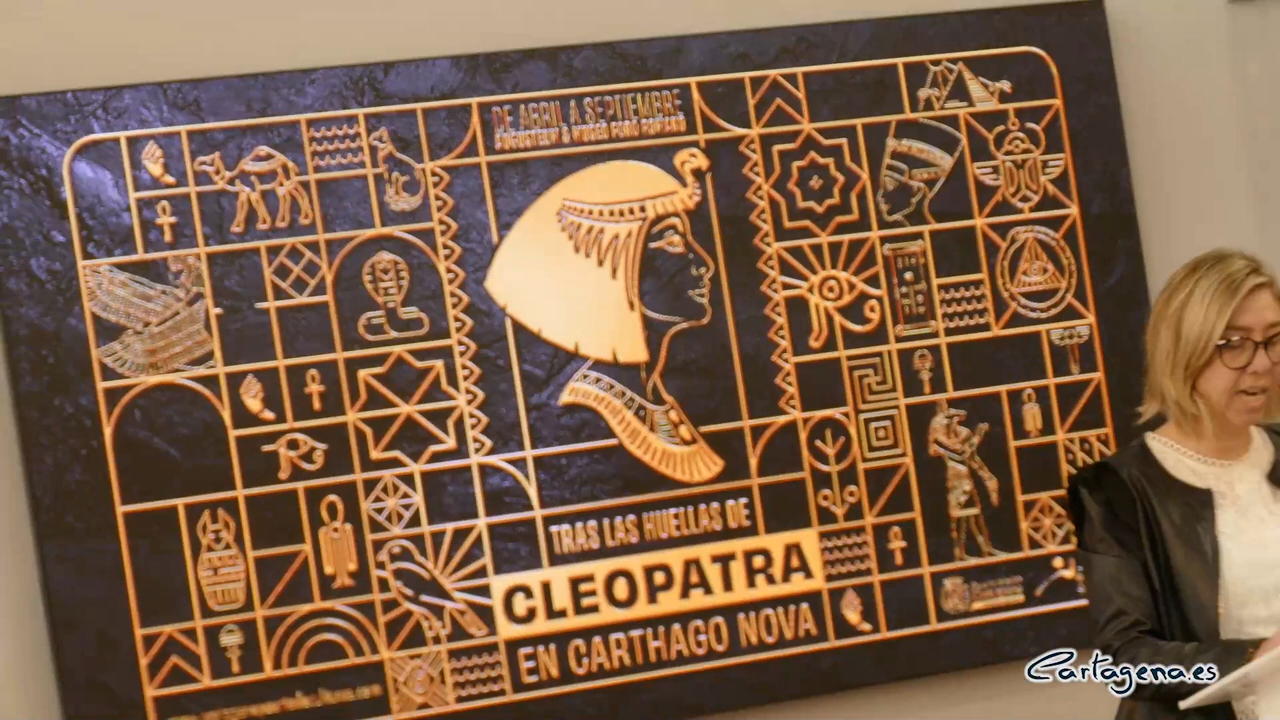 DE ABRIL A SEPTIEMBRE
TRAS LAS HUELLAS DE
CLEOPATRA
EN CARTHAGO NOVA
Cartagena.es